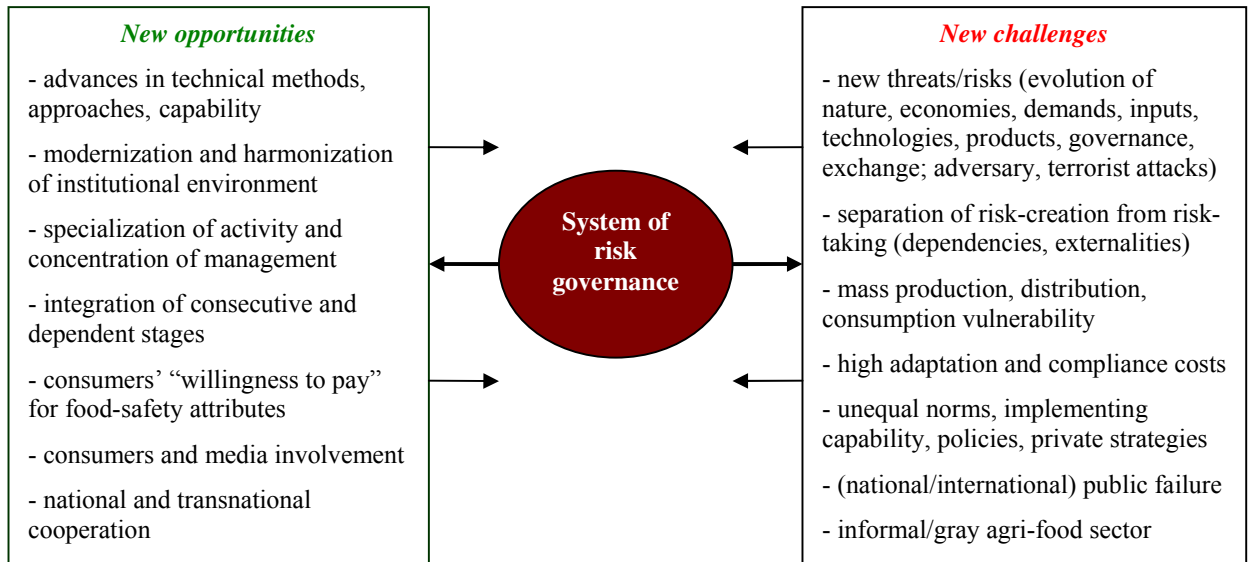 New opportunities
- advances in technical methods,
approaches, capability
- modernization and harmonization
of institutional environment
- specialization of activity and
concentration of management
- integration of consecutive and
dependent stages
- consumers’ “willingness to pay”
for food-safety attributes
- consumers and media involvement
- national and transnational
cooperation
System of
risk
governance
New challenges
- new threats/risks (evolution of
nature, economies, demands, inputs,
technologies, products, governance,
exchange; adversary, terrorist attacks)
- separation of risk-creation from risk-
taking (dependencies, externalities)
- mass production, distribution,
consumption vulnerability
- high adaptation and compliance costs
- unequal norms, implementing
capability, policies, private strategies
- (national/international) public failure
- informal/gray agri-food sector